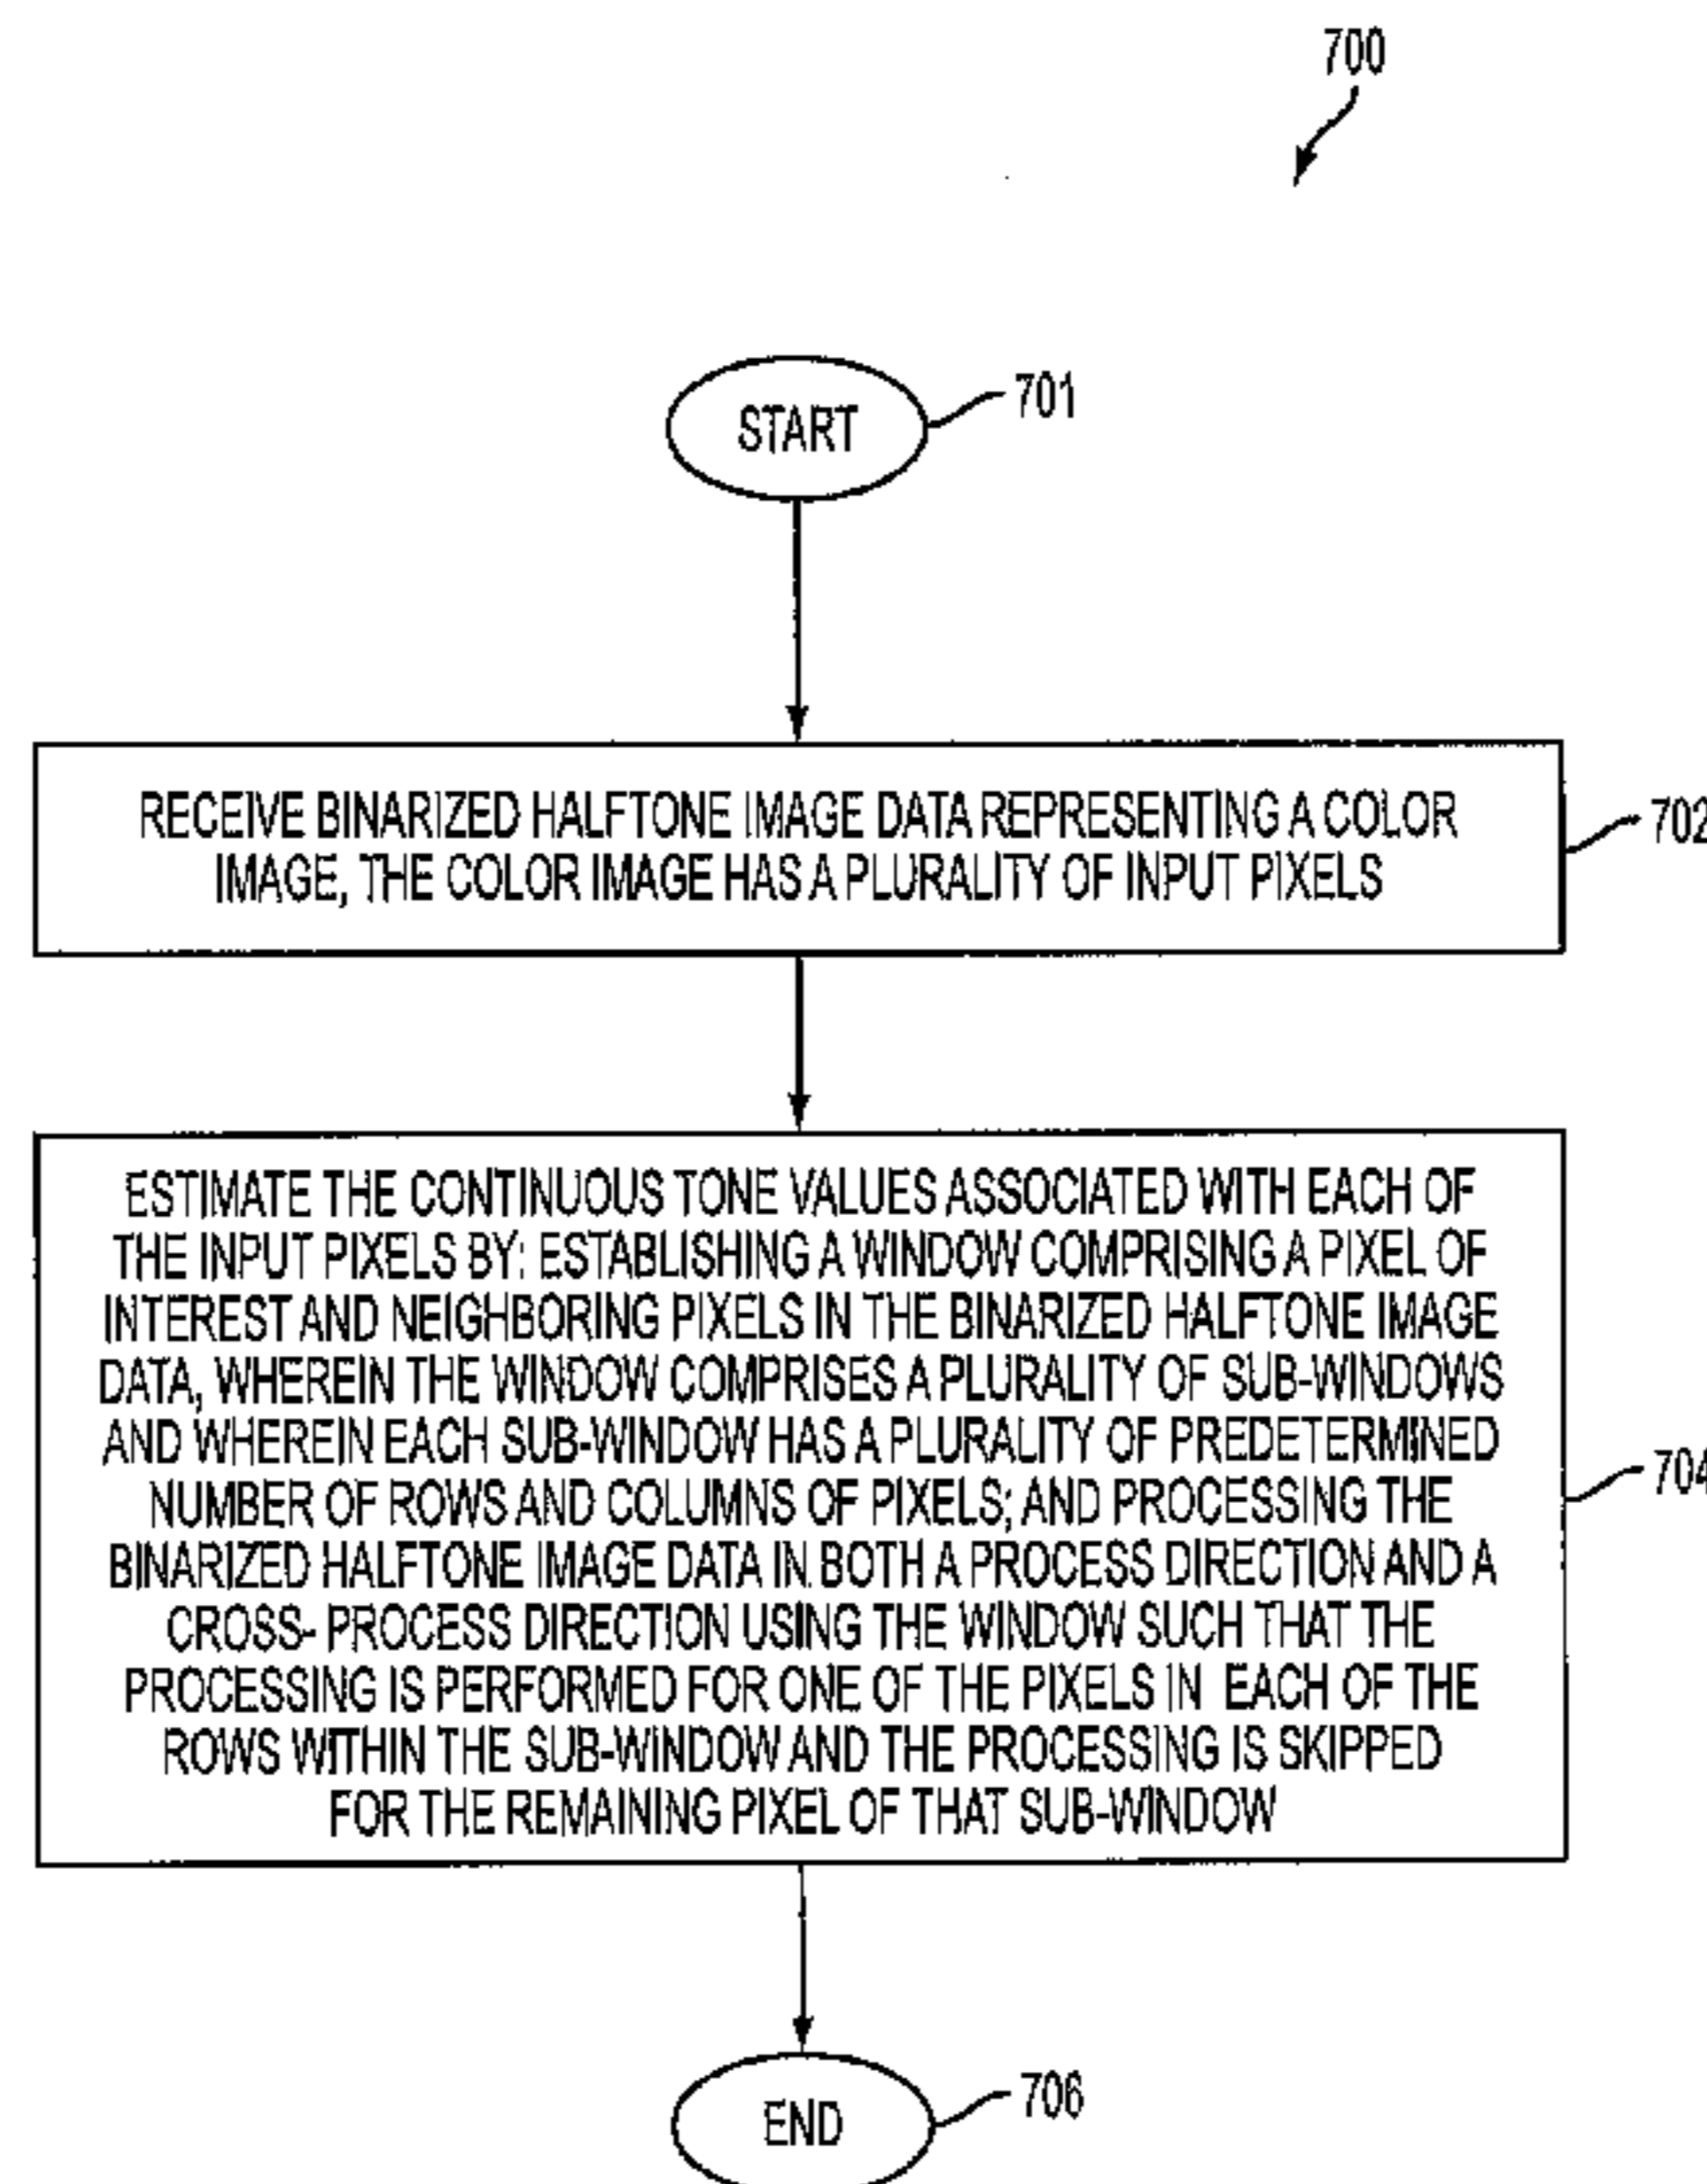 700
START
701
RECEIVE BINARIZED HALFTONE IMAGE DATA REPRESENTING A COLOR
IMAGE, THE COLOR IMAGE HAS A PLURALITY OF INPUT PIXELS
702
ESTIMATE THE CONTINUOUS TONE VALUES ASSOCIATED WITH EACH OF
THE INPUT PIXELS BY: ESTABLISHING A WINDOW COMPRISING A PIXEL OF
INTEREST AND NEIGHBORING PIXELS IN THE BINARIZED HALFTONE IMAGE
DATA, WHEREIN THE WINDOW COMPRISES A PLURALITY OF SUB-WINDOWS
AND WHEREIN EACH SUB-WINDOW HAS A PLURALITY OF PREDETERMINED
NUMBER OF ROWS AND COLUMNS OF PIXELS; AND PROCESSING THE
BINARIZED HALFTONE IMAGE DATA IN BOTH A PROCESS DIRECTION AND A
CROSS- PROCESS DIRECTION USING THE WINDOW SUCH THAT THE
PROCESSING IS PERFORMED FOR ONE OF THE PIXELS IN EACH OF THE
ROWS WITHIN THE SUB-WINDOW AND THE PROCESSING IS SKIPPED
FOR THE REMAINING PIXEL OF THAT SUB-WINDOW
704
END
706